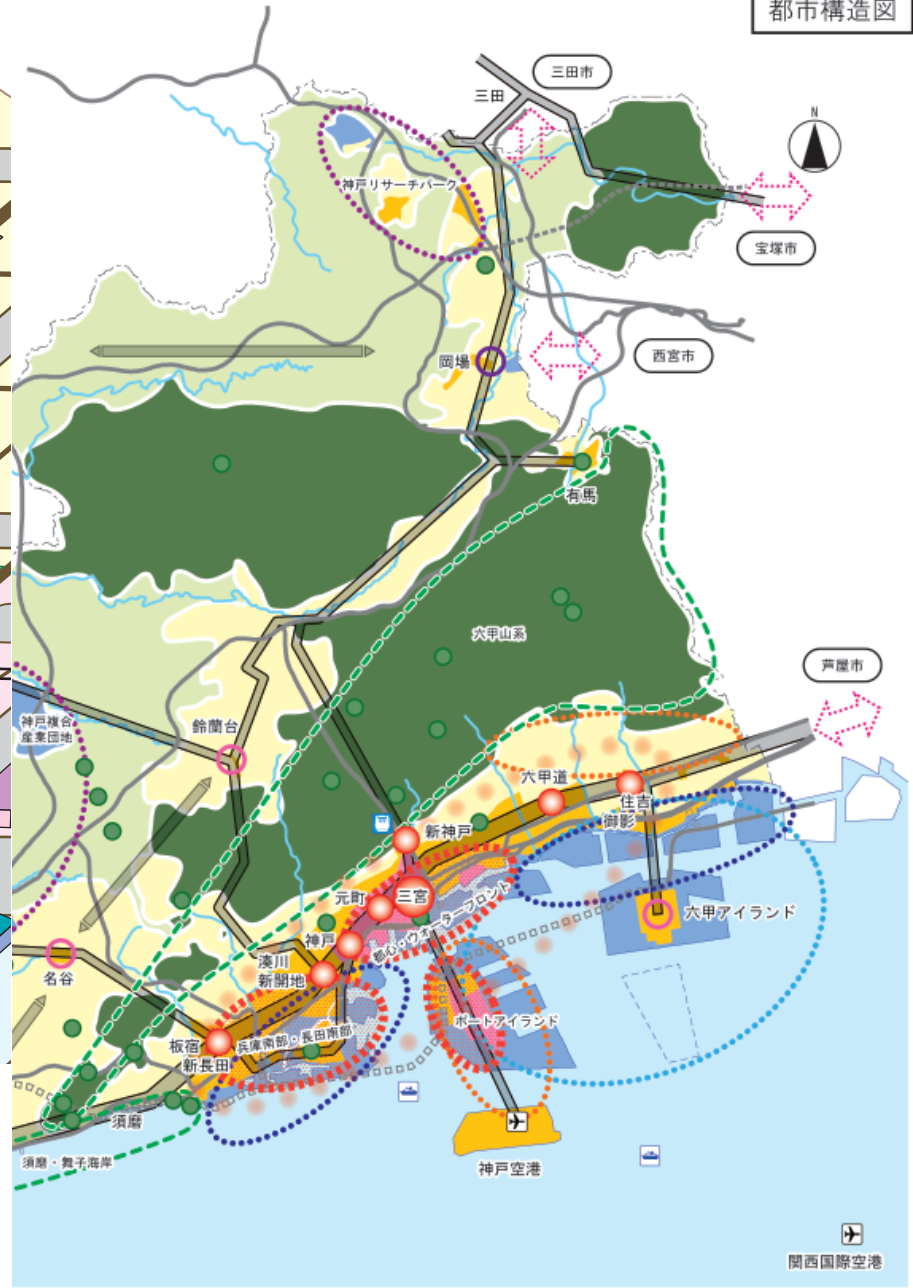 都市構造図
三田市
三田
N
神戸リサーチパーク
宝塚市
岡場
西宮市
有馬
六甲山系
芦屋市
神戸複合
産業団地
鈴蘭台
六甲道
住吉
御影
新神戸
元町
三宮
六甲アイランド
都心・ウォーターフロント
神戸
湊川
新開地
名谷
ポートアイランド
兵庫南部・長田南部
板宿
新長田
須磨
須磨・舞子海岸
神戸空港
関西国際空港